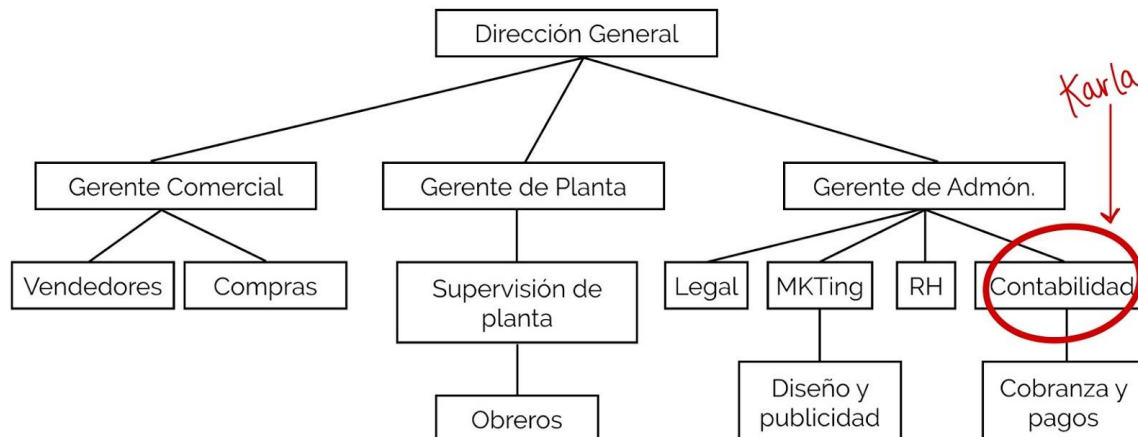 Dirección General
Karla
Gerente Comercial
Gerente de Planta
Gerente de Admón.
Vendedores
Compras
Supervisión de
planta
Legal
MKTing
RH
Contabilidad
Obreros
Diseño y
publicidad
Cobranza y
pagos